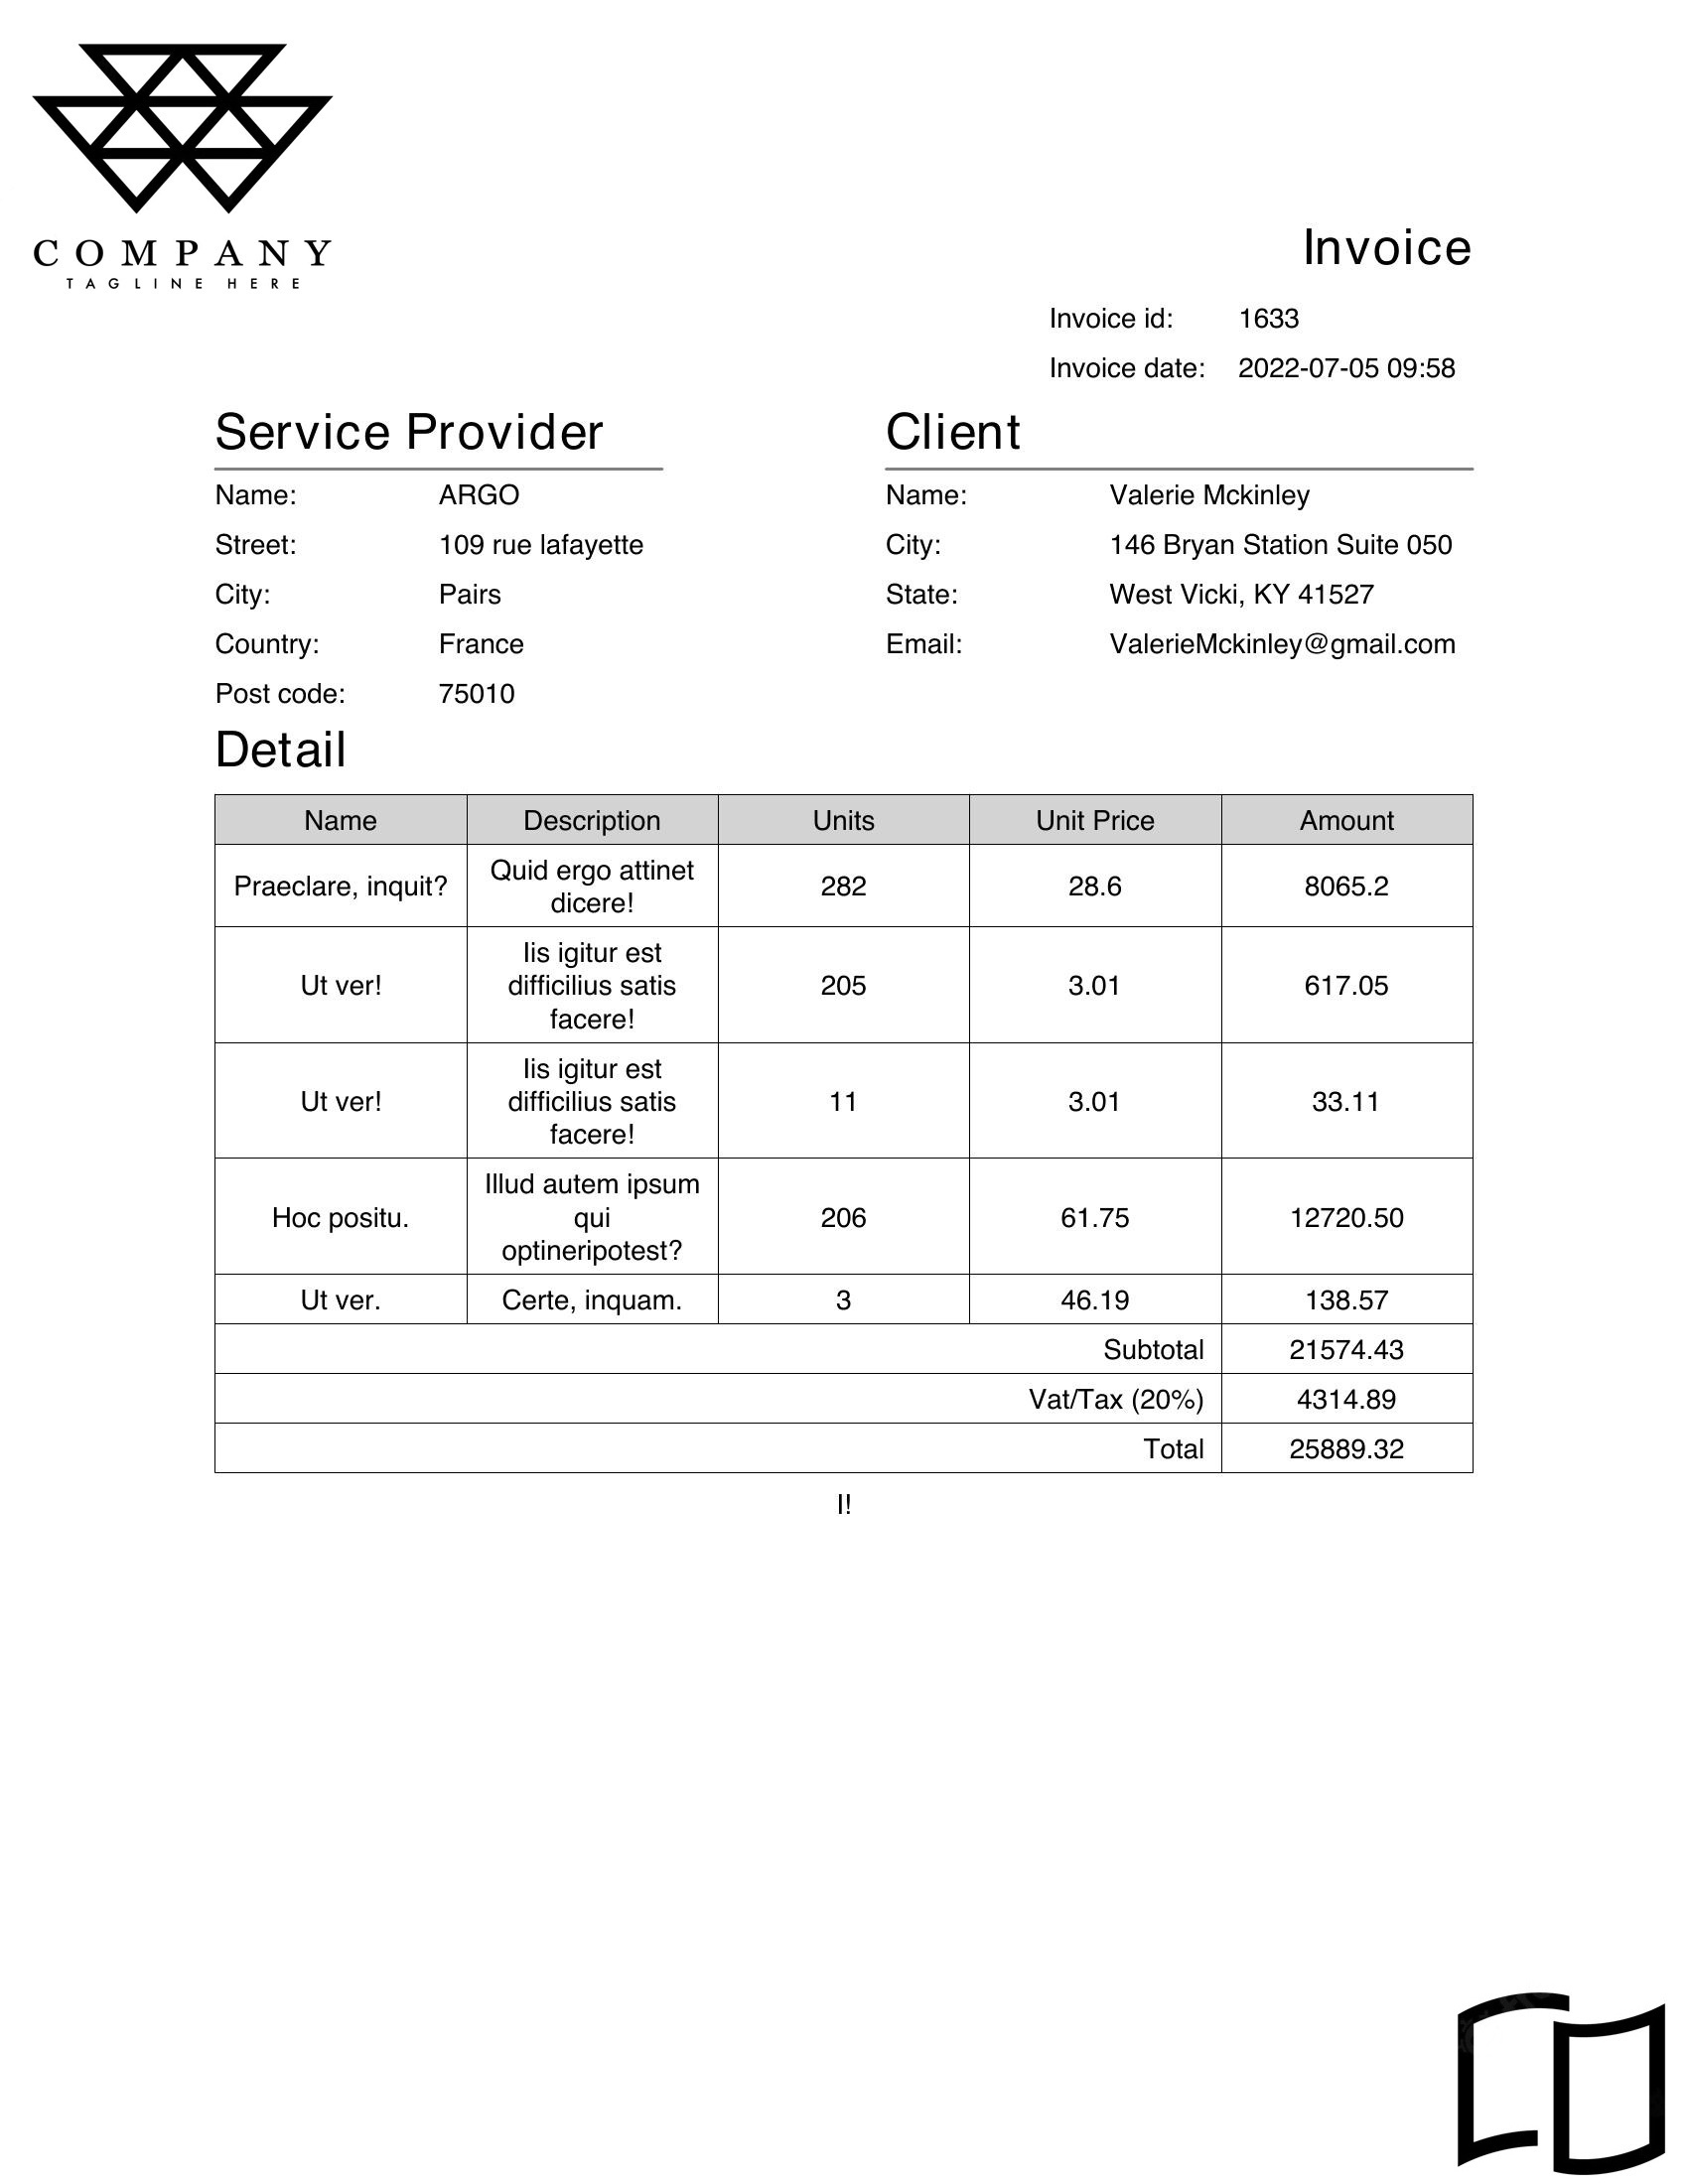 COMPANY
TAGLINE HERE
Invoice
Invoice id: 1633
Invoice date: 2022-07-05 09:58
Service Provider
Name: ARGO
Street: 109 rue lafayette
City: Pairs
Country: France
Post code: 75010
Client
Name: Valerie Mckinley
City: 146 Bryan Station Suite 050
State: West Vicki, KY 41527
Email: ValerieMckinley@gmail.com
Detail
Name Description Units Unit Price Amount
Praeclare, inquit? Quid ergo attinet
dicere! 282 28.6 8065.2
Ut ver! Iis igitur est
difficilius satis
facere! 205 3.01 617.05
Ut ver! Iis igitur est
difficilius satis
facere! 11 3.01 33.11
Hoc positu. Illud autem ipsum
qui
optineripotest? 206 61.75 12720.50
Ut ver. Certe, inquam. 3 46.19 138.57
Subtotal 21574.43
Vat/Tax (20%) 4314.89
Total 25889.32
I!